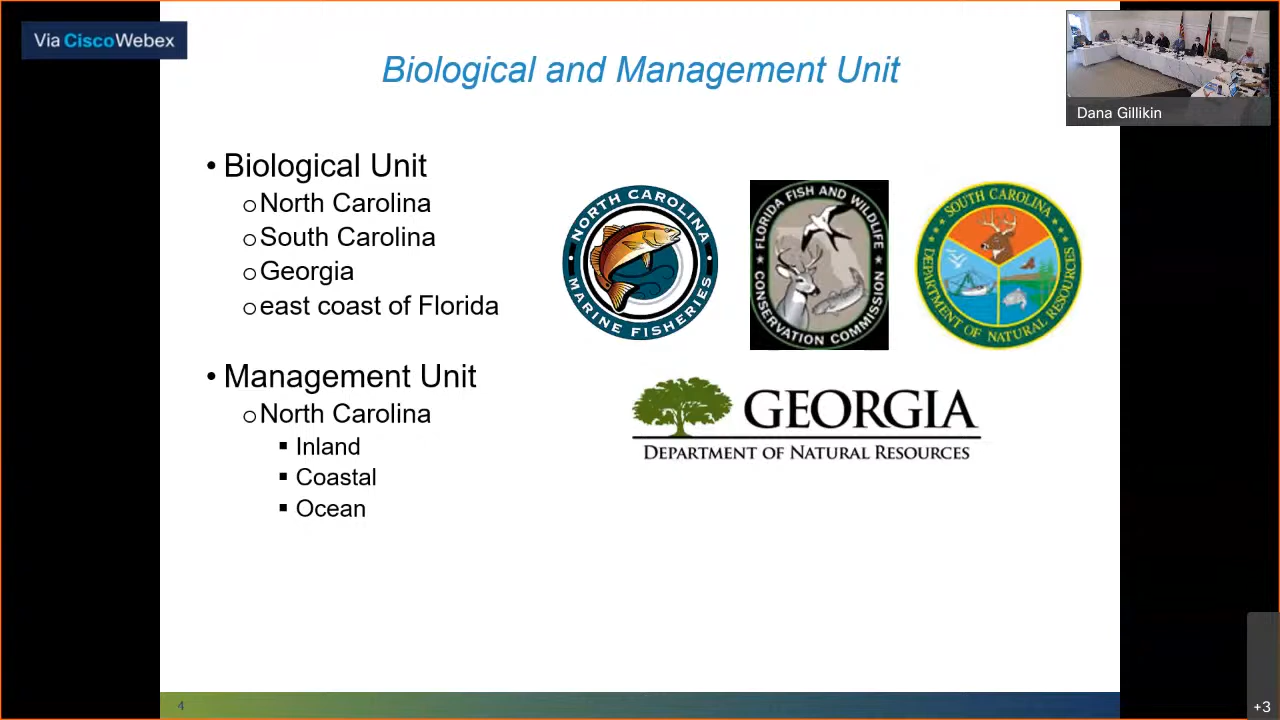 Via CiscoWebex
Biological and Management Unit
Dana Gillikin
• Biological Unit
o North Carolina
o South Carolina
o Georgia
o east coast of Florida
• Management Unit
o North Carolina
▪ Inland
▪ Coastal
▪ Ocean
NORTH CAROLINA
MARINE FISHERIES
FLORIDA FISH AND WILDLIFE
CONSERVATION COMMISSION
SOUTH CAROLINA
DEPARTMENT OF NATURAL RESOURCES
GEORGIA
DEPARTMENT OF NATURAL RESOURCES
4
+3